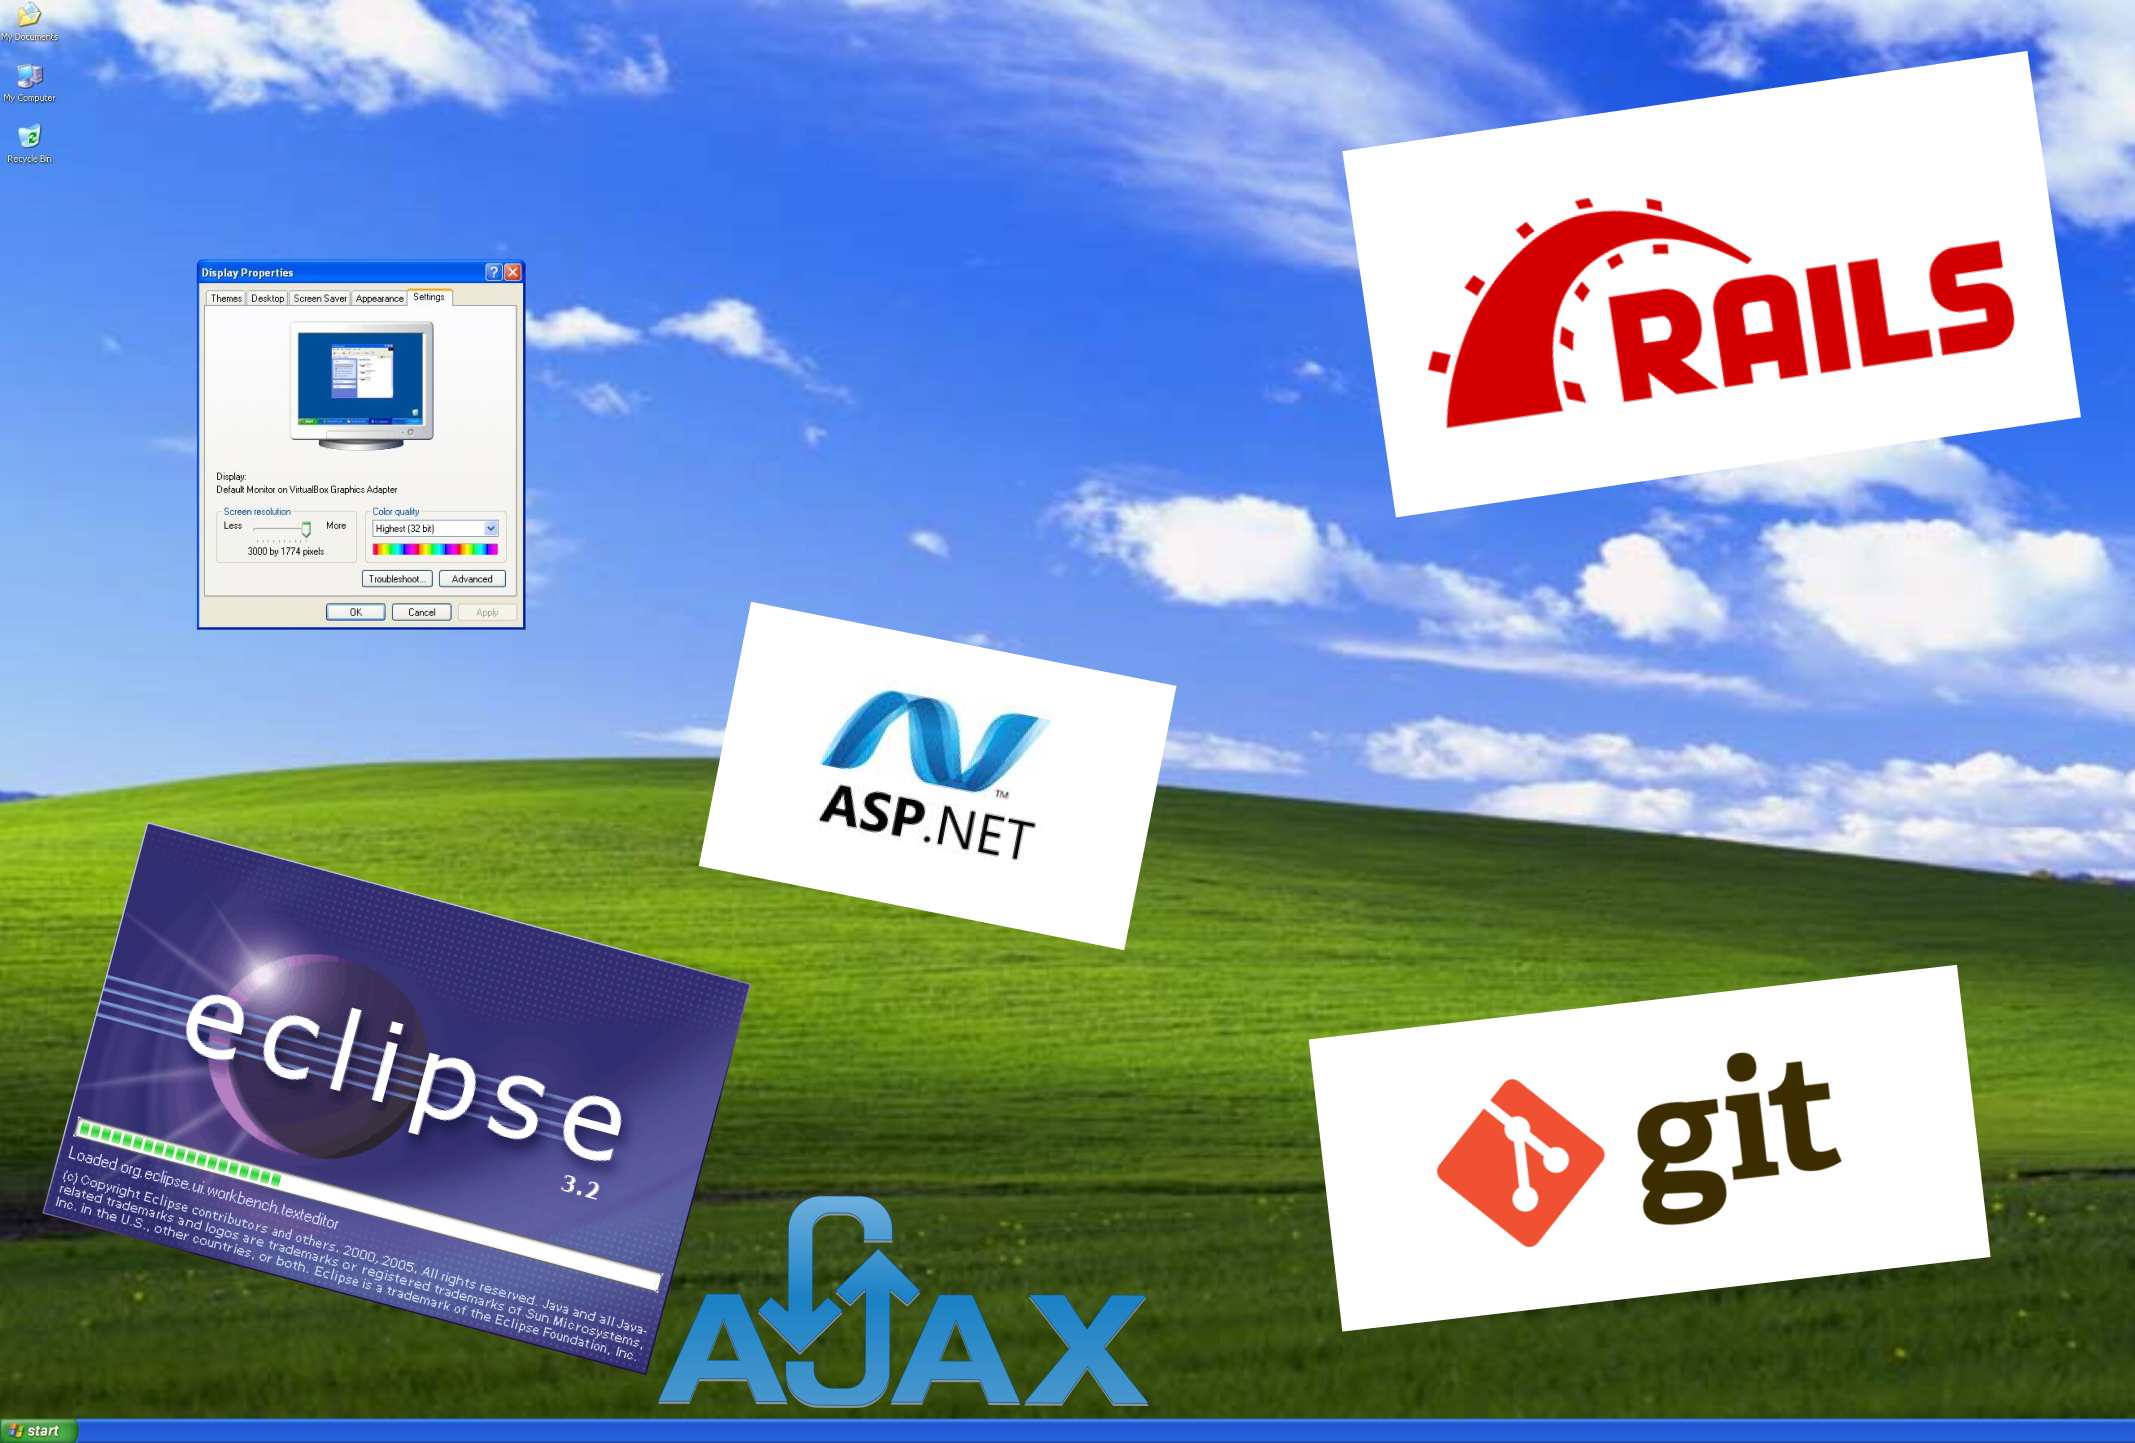 My Documents
My Computer
Recycle Bin
Display Properties
Themes Desktop Screen Saver Appearance Settings
Display:
Default Monitor on VirtualBox Graphics Adapter
Screen resolution
Less More
3000 by 1774 pixels
Color quality
Highest (32 bit)
Troubleshoot... Advanced
OK Cancel Apply
RAILS
ASP.NET
TM
eclipse
3.2
Loaded org.eclipse.ui.workbench.texteditor
(c) Copyright Eclipse contributors and others, 2000, 2005. All rights reserved. Java and all Java-
related trademarks and logos are trademarks or registered trademarks of Sun Microsystems,
Inc. in the U.S., other countries, or both. Eclipse is a trademark of the Eclipse Foundation, Inc.
git
AJAX
start